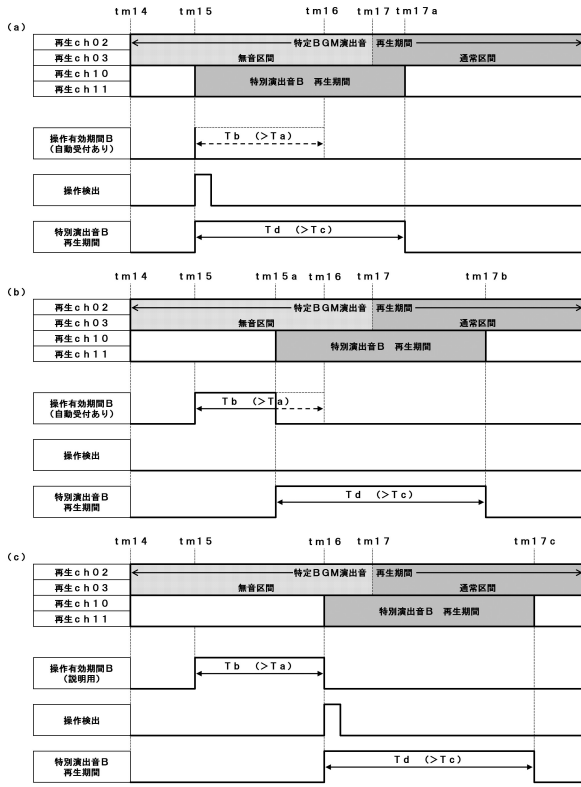 ｔｍ14 ｔｍ15 ｔｍ16 ｔｍ17 ｔｍ17ａ
(ａ)
再生ｃｈ０２ 特定ＢＧＭ演出音 再生期間
再生ｃｈ０３ 無音区間 通常区間
再生ｃｈ１０ 特別演出音Ｂ 再生期間
再生ｃｈ１１
操作有効期間Ｂ Ｔｂ （＞Ｔａ）
（自動受付あり）
操作検出
特別演出音Ｂ Ｔｄ （＞Ｔｃ）
再生期間
ｔｍ14 ｔｍ15 ｔｍ15ａ ｔｍ16 ｔｍ17 ｔｍ17ｂ
(ｂ)
再生ｃｈ０２ 特定ＢＧＭ演出音 再生期間
再生ｃｈ０３ 無音区間 通常区間
再生ｃｈ１０ 特別演出音Ｂ 再生期間
再生ｃｈ１１
操作有効期間Ｂ Ｔｂ （＞Ｔａ）
（自動受付あり）
操作検出
特別演出音Ｂ Ｔｄ （＞Ｔｃ）
再生期間
ｔｍ14 ｔｍ15 ｔｍ16 ｔｍ17 ｔｍ17ｃ
(ｃ)
再生ｃｈ０２ 特定ＢＧＭ演出音 再生期間
再生ｃｈ０３ 無音区間 通常区間
再生ｃｈ１０ 特別演出音Ｂ 再生期間
再生ｃｈ１１
操作有効期間Ｂ Ｔｂ （＞Ｔａ）
（説明用）
操作検出
特別演出音Ｂ Ｔｄ （＞Ｔｃ）
再生期間